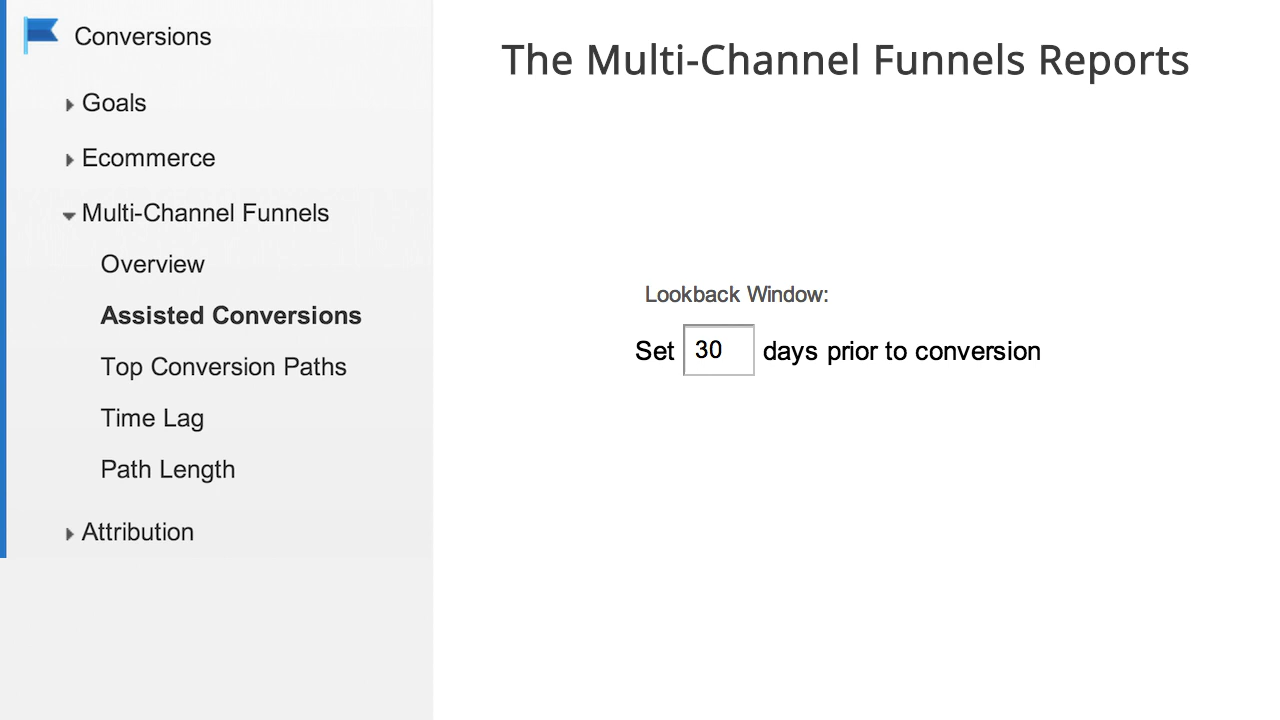 Conversions
Goals
Ecommerce
Multi-Channel Funnels
Overview
Assisted Conversions
Top Conversion Paths
Time Lag
Path Length
Attribution
The Multi-Channel Funnels Reports
Lookback Window:
Set 30 days prior to conversion